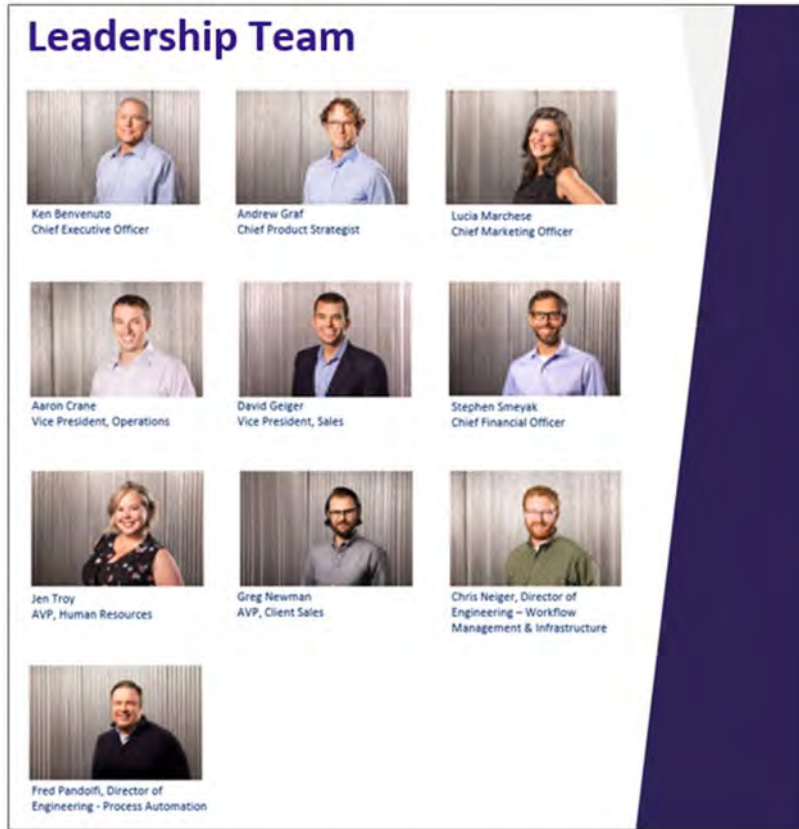 Leadership Team
Ken Benvenuto
Chief Executive Officer
Andrew Graf
Chief Product Strategist
Lucia Marchese
Chief Marketing Officer
Aaron Crane
Vice President, Operations
David Geiger
Vice President, Sales
Stephen Smeyak
Chief Financial Officer
Jen Troy
AVP, Human Resources
Greg Newman
AVP, Client Sales
Chris Neiger, Director of
Engineering – Workflow
Management & Infrastructure
Fred Pandolfi, Director of
Engineering - Process Automation